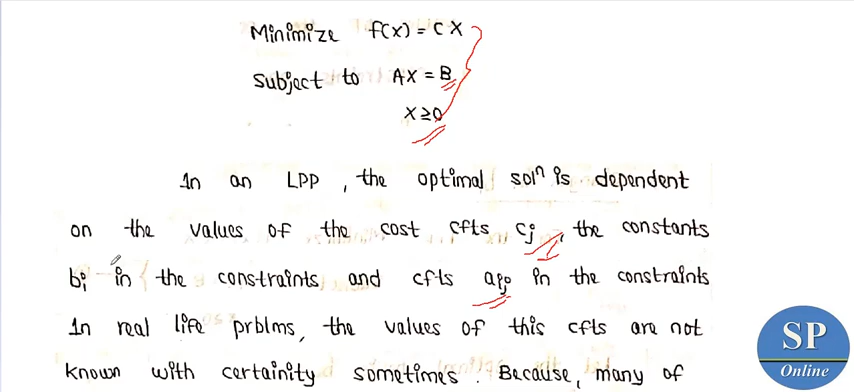 Minimize f(x) = CX
Subject to AX = B
X ≥ 0
In an LPP, the optimal solⁿ is dependent
on the values of the cost cfts cj, the constants
bi in the constraints and cfts aij in the constraints
In real life prblms, the values of this cfts are not
known with certainity sometimes. Because, many of
SP
Online